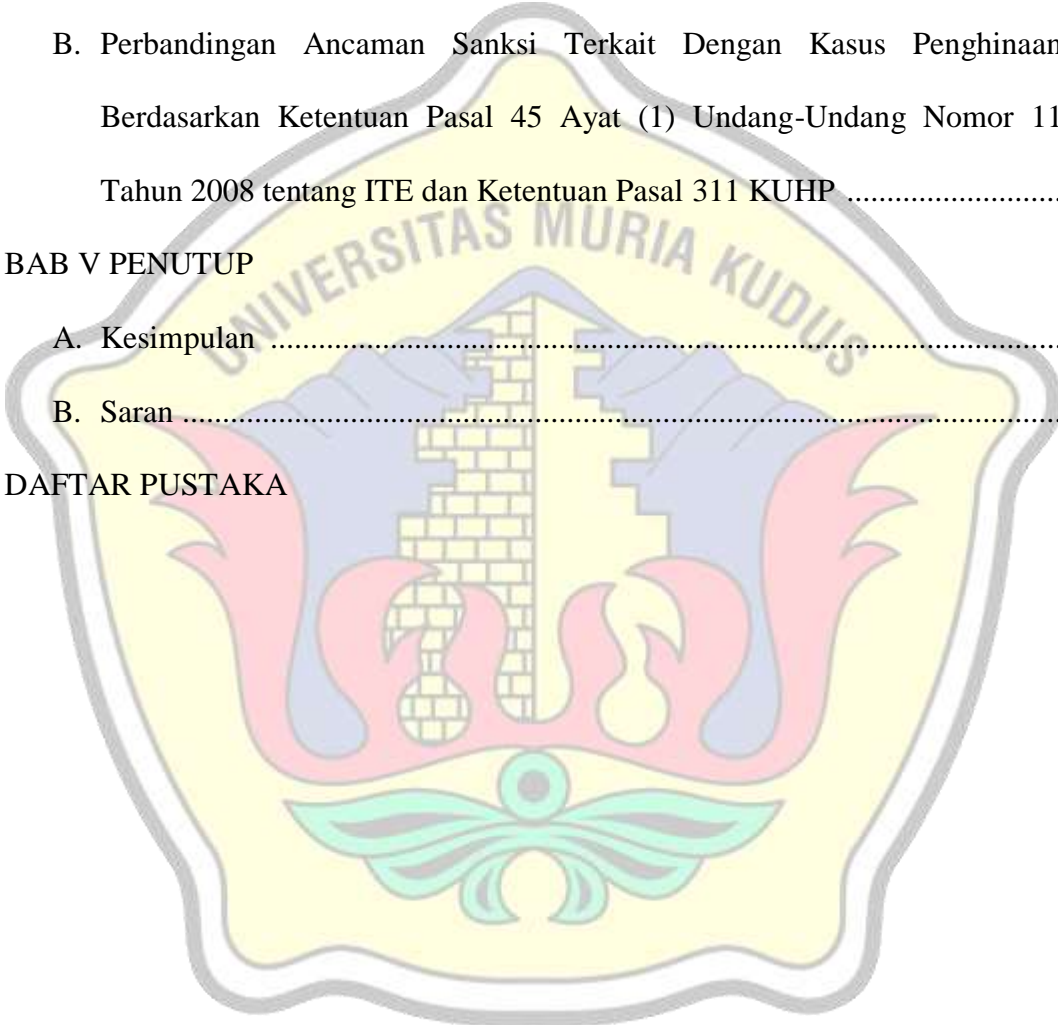 B. Perbandingan Ancaman Sanksi Terkait Dengan Kasus Penghinaan
Berdasarkan Ketentuan Pasal 45 Ayat (1) Undang-Undang Nomor 11
Tahun 2008 tentang ITE dan Ketentuan Pasal 311 KUHP ...........................
UNIVERSITAS MURIA KUDUS
BAB V PENUTUP
A. Kesimpulan ....................................................................................................
B. Saran ...............................................................................................................
DAFTAR PUSTAKA